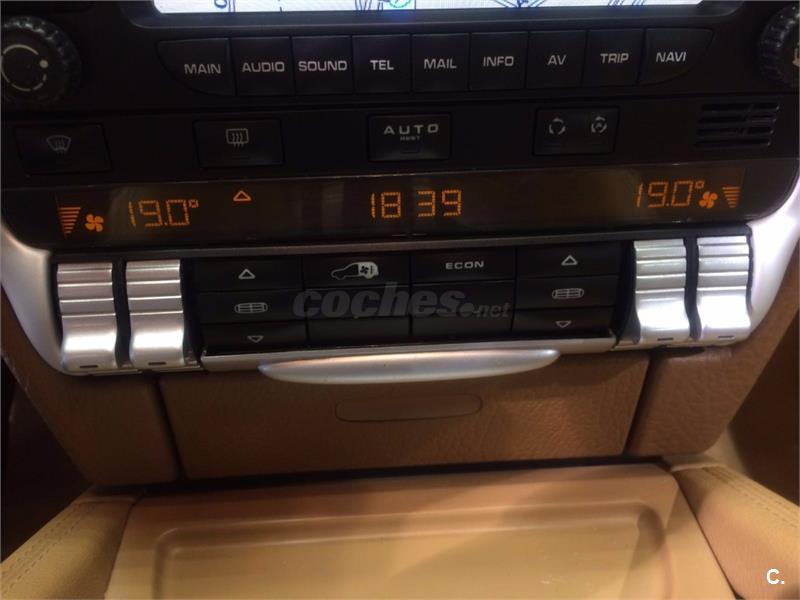 MAIN AUDIO SOUND TEL MAIL INFO AV TRIP NAVI
AUTO
REST
19.0° 18 39 19.0°
ECON
coches.net
C.